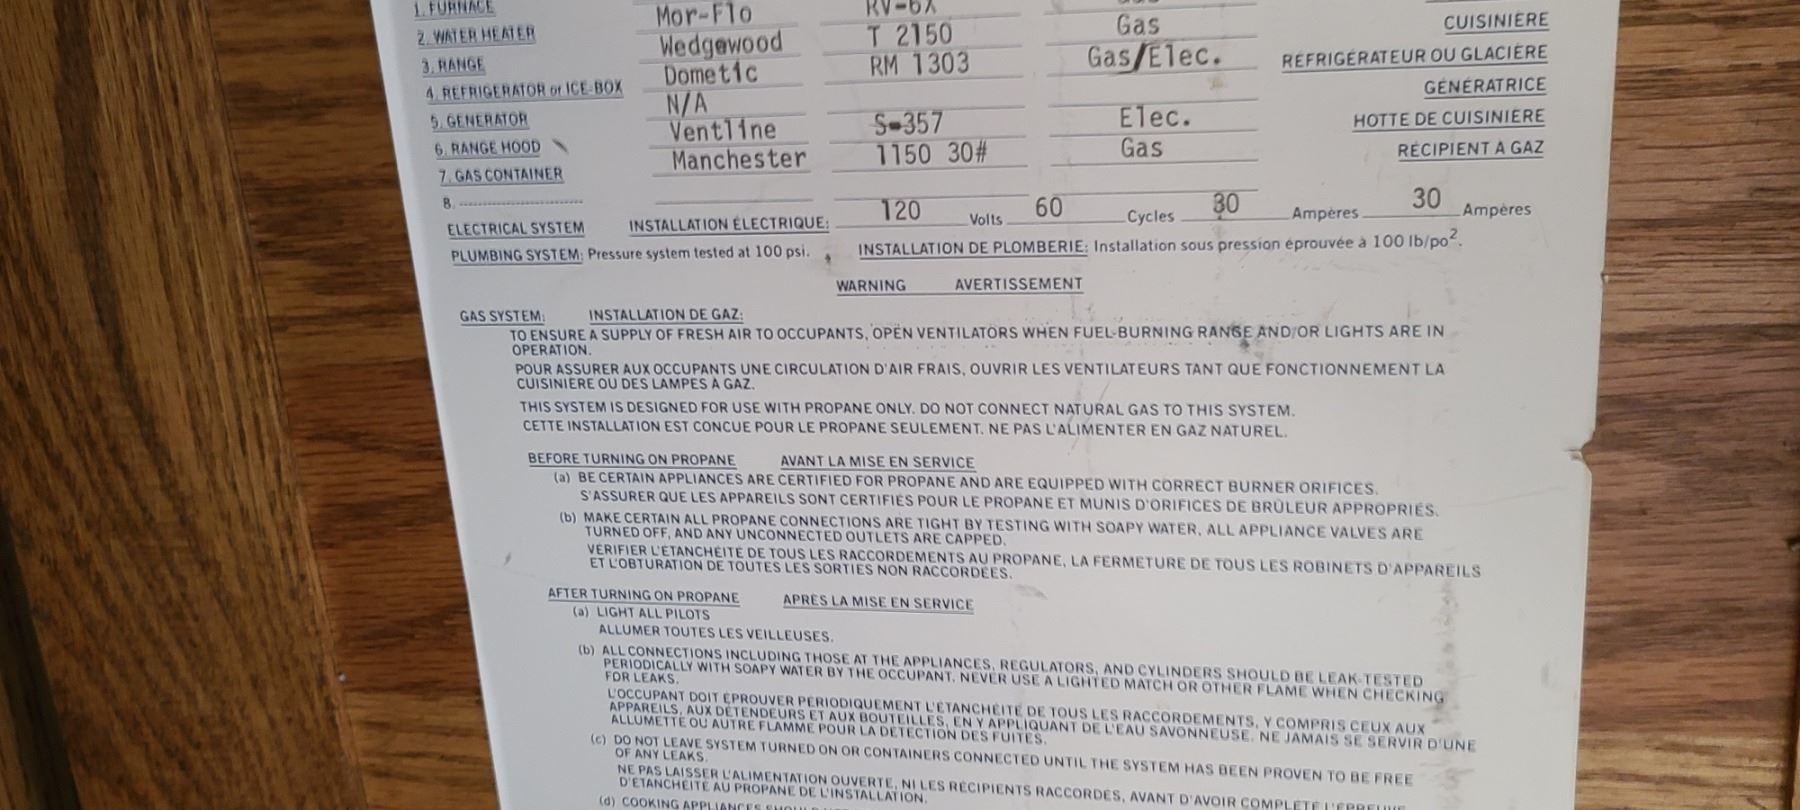 1. FURNACE
Mor-Flo RV-6X
2. WATER HEATER Wedgewood T 2150 Gas CUISINIÈRE
3. RANGE Dometic RM 1303 Gas/Elec. RÉFRIGÉRATEUR OU GLACIÈRE
4. REFRIGERATOR or ICE-BOX N/A GÉNÉRATRICE
5. GENERATOR Ventline S-357 Elec. HOTTE DE CUISINIÈRE
6. RANGE HOOD Manchester 1150 30# Gas RÉCIPIENT À GAZ
7. GAS CONTAINER
8.
ELECTRICAL SYSTEM INSTALLATION ÉLECTRIQUE: 120 Volts 60 Cycles 30 Ampères 30 Ampères
PLUMBING SYSTEM: Pressure system tested at 100 psi. INSTALLATION DE PLOMBERIE: Installation sous pression éprouvée à 100 lb/po².
WARNING AVERTISSEMENT
GAS SYSTEM: INSTALLATION DE GAZ:
TO ENSURE A SUPPLY OF FRESH AIR TO OCCUPANTS, OPEN VENTILATORS WHEN FUEL-BURNING RANGE AND/OR LIGHTS ARE IN
OPERATION.
POUR ASSURER AUX OCCUPANTS UNE CIRCULATION D'AIR FRAIS, OUVRIR LES VENTILATEURS TANT QUE FONCTIONNEMENT LA
CUISINIÈRE OU DES LAMPES À GAZ.
THIS SYSTEM IS DESIGNED FOR USE WITH PROPANE ONLY. DO NOT CONNECT NATURAL GAS TO THIS SYSTEM.
CETTE INSTALLATION EST CONCUE POUR LE PROPANE SEULEMENT. NE PAS L'ALIMENTER EN GAZ NATUREL.
BEFORE TURNING ON PROPANE AVANT LA MISE EN SERVICE
(a) BE CERTAIN APPLIANCES ARE CERTIFIED FOR PROPANE AND ARE EQUIPPED WITH CORRECT BURNER ORIFICES.
S'ASSURER QUE LES APPAREILS SONT CERTIFIÉS POUR LE PROPANE ET MUNIS D'ORIFICES DE BRÛLEUR APPROPRIÉS.
(b) MAKE CERTAIN ALL PROPANE CONNECTIONS ARE TIGHT BY TESTING WITH SOAPY WATER, ALL APPLIANCE VALVES ARE
TURNED OFF, AND ANY UNCONNECTED OUTLETS ARE CAPPED.
VÉRIFIER L'ÉTANCHÉITÉ DE TOUS LES RACCORDEMENTS AU PROPANE, LA FERMETURE DE TOUS LES ROBINETS D'APPAREILS
ET L'OBTURATION DE TOUTES LES SORTIES NON RACCORDÉES.
AFTER TURNING ON PROPANE APRÈS LA MISE EN SERVICE
(a) LIGHT ALL PILOTS
ALLUMER TOUTES LES VEILLEUSES.
(b) ALL CONNECTIONS INCLUDING THOSE AT THE APPLIANCES, REGULATORS, AND CYLINDERS SHOULD BE LEAK-TESTED
PERIODICALLY WITH SOAPY WATER BY THE OCCUPANT. NEVER USE A LIGHTED MATCH OR OTHER FLAME WHEN CHECKING
FOR LEAKS.
L'OCCUPANT DOIT ÉPROUVER PÉRIODIQUEMENT L'ÉTANCHÉITÉ DE TOUS LES RACCORDEMENTS, Y COMPRIS CEUX AUX
APPAREILS, AUX DÉTENDEURS ET AUX BOUTEILLES, EN Y APPLIQUANT DE L'EAU SAVONNEUSE. NE JAMAIS SE SERVIR D'UNE
ALLUMETTE OU AUTRE FLAMME POUR LA DÉTECTION DES FUITES.
(c) DO NOT LEAVE SYSTEM TURNED ON OR CONTAINERS CONNECTED UNTIL THE SYSTEM HAS BEEN PROVEN TO BE FREE
OF ANY LEAKS.
NE PAS LAISSER L'ALIMENTATION OUVERTE, NI LES RÉCIPIENTS RACCORDÉS, AVANT D'AVOIR COMPLÉTÉ L'ÉPREUVE
D'ÉTANCHÉITÉ AU PROPANE DE L'INSTALLATION.
(d) COOKING APPLIANCES